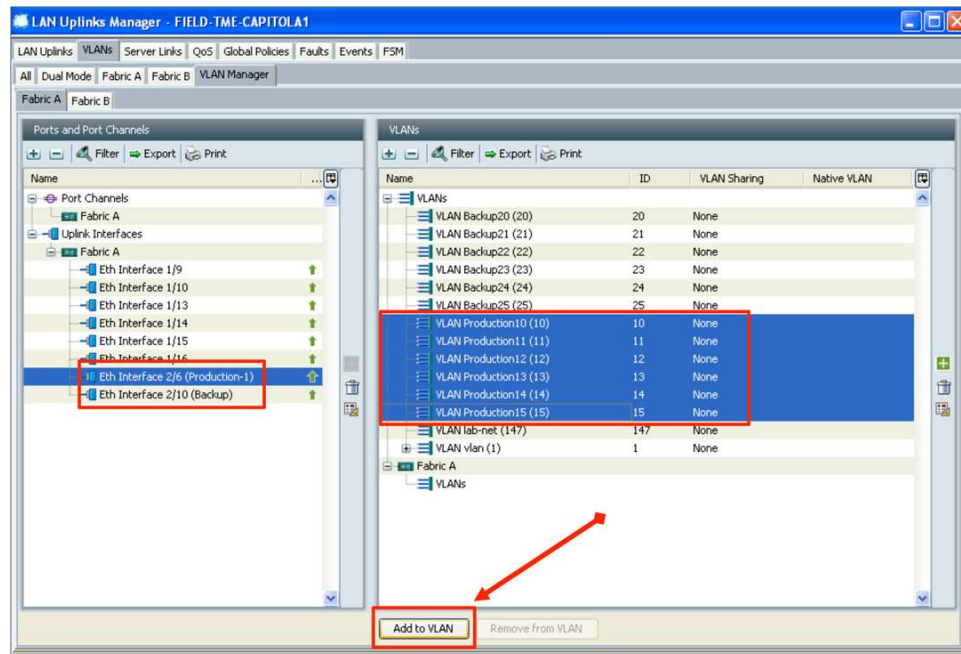 LAN Uplinks Manager - FIELD-TME-CAPITOLA1
LAN Uplinks VLANs Server Links QoS Global Policies Faults Events FSM
All Dual Mode Fabric A Fabric B VLAN Manager
Fabric A Fabric B
Ports and Port Channels
Filter Export Print
Name ...
Port Channels
Fabric A
Uplink Interfaces
Fabric A
Eth Interface 1/9
Eth Interface 1/10
Eth Interface 1/13
Eth Interface 1/14
Eth Interface 1/15
Eth Interface 1/16
Eth Interface 2/6 (Production-1)
Eth Interface 2/10 (Backup)
VLANs
Filter Export Print
Name ID VLAN Sharing Native VLAN
VLANs
VLAN Backup20 (20) 20 None
VLAN Backup21 (21) 21 None
VLAN Backup22 (22) 22 None
VLAN Backup23 (23) 23 None
VLAN Backup24 (24) 24 None
VLAN Backup25 (25) 25 None
VLAN Production10 (10) 10 None
VLAN Production11 (11) 11 None
VLAN Production12 (12) 12 None
VLAN Production13 (13) 13 None
VLAN Production14 (14) 14 None
VLAN Production15 (15) 15 None
VLAN lab-net (147) 147 None
VLAN vlan (1) 1 None
Fabric A
VLANs
Add to VLAN Remove from VLAN